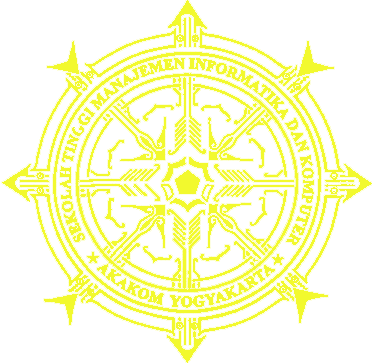 SEKOLAH TINGGI MANAJEMEN INFORMATIKA DAN KOMPUTER
★ AKAKOM YOGYAKARTA ★